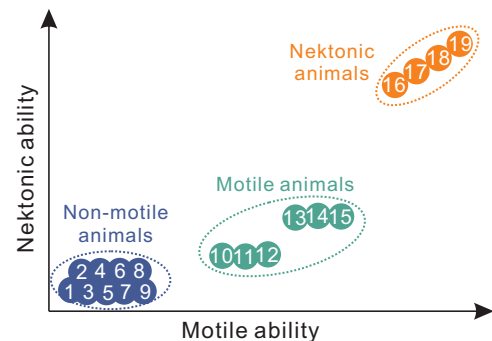 Nektonic ability
Nektonic
animals
16 17 18 19
Motile animals
13 14 15
10 11 12
Non-motile
animals
2 4 6 8
1 3 5 7 9
Motile ability